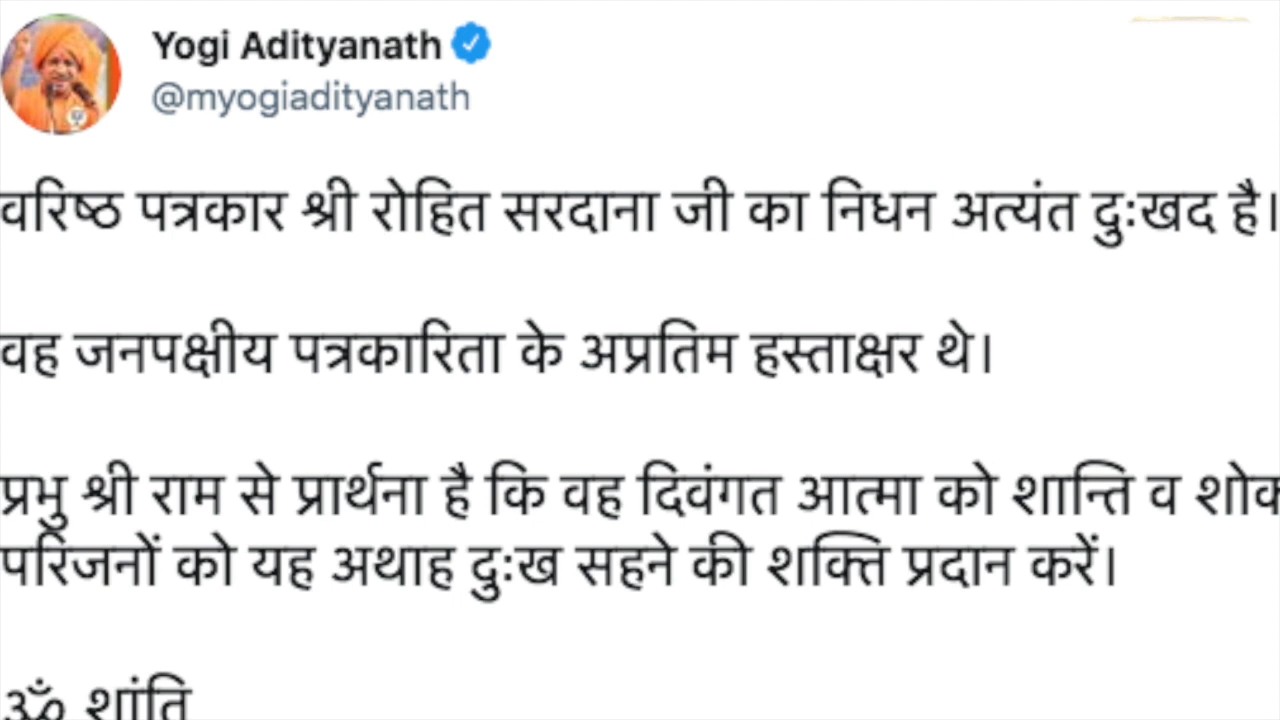 Yogi Adityanath
@myogiadityanath
वरिष्ठ पत्रकार श्री रोहित सरदाना जी का निधन अत्यंत दुःखद है।
वह जनपक्षीय पत्रकारिता के अप्रतिम हस्ताक्षर थे।
प्रभु श्री राम से प्रार्थना है कि वह दिवंगत आत्मा को शान्ति व
परिजनों को यह अथाह दुःख सहने की शक्ति प्रदान करें।
ॐ शांति